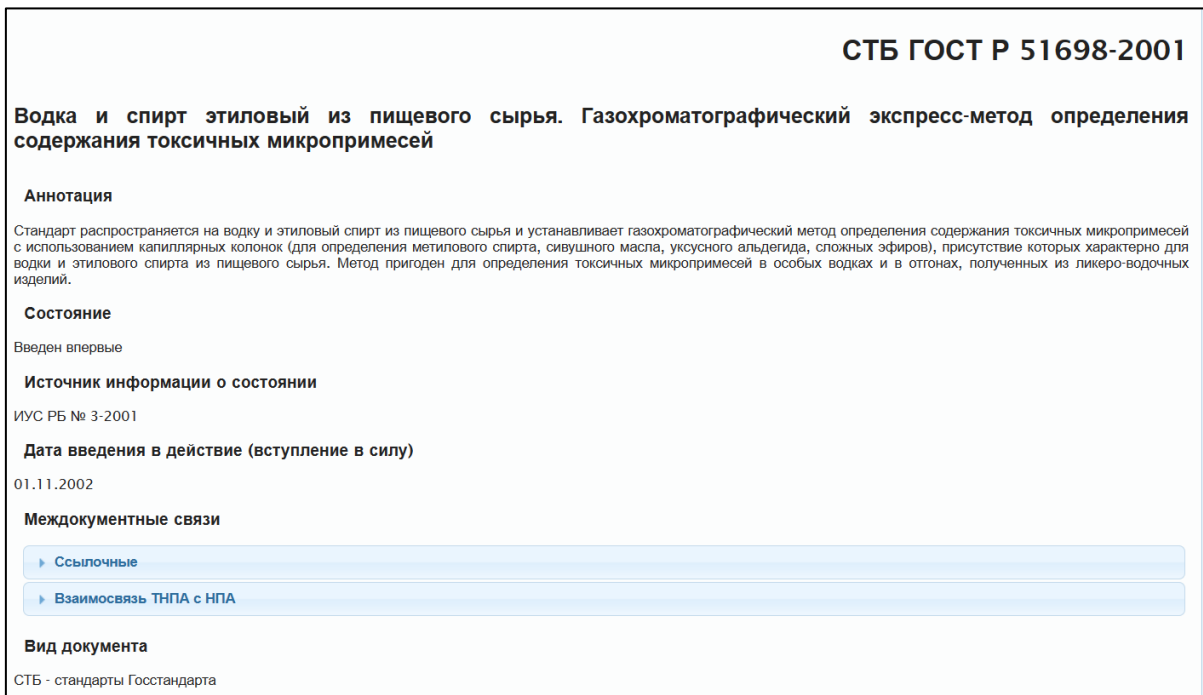 СТБ ГОСТ Р 51698-2001
Водка и спирт этиловый из пищевого сырья. Газохроматографический экспресс-метод определения
содержания токсичных микропримесей
Аннотация
Стандарт распространяется на водку и этиловый спирт из пищевого сырья и устанавливает газохроматографический метод определения содержания токсичных микропримесей
с использованием капиллярных колонок (для определения метилового спирта, сивушного масла, уксусного альдегида, сложных эфиров), присутствие которых характерно для
водки и этилового спирта из пищевого сырья. Метод пригоден для определения токсичных микропримесей в особых водках и в отгонах, полученных из ликеро-водочных
изделий.
Состояние
Введен впервые
Источник информации о состоянии
ИУС РБ № 3-2001
Дата введения в действие (вступление в силу)
01.11.2002
Междокументные связи
Ссылочные
Взаимосвязь ТНПА с НПА
Вид документа
СТБ - стандарты Госстандарта